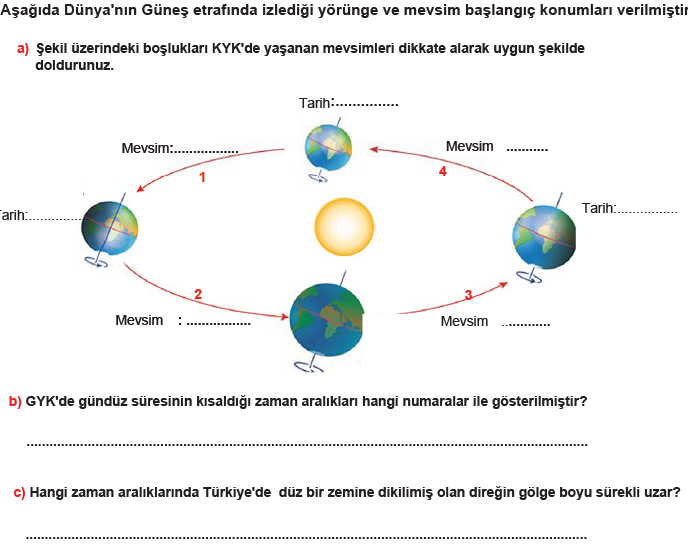 Aşağıda Dünya'nın Güneş etrafında izlediği yörünge ve mevsim başlangıç konumları verilmiştir
a) Şekil üzerindeki boşlukları KYK'de yaşanan mevsimleri dikkate alarak uygun şekilde
doldurunuz.
Tarih:................
Mevsim:.................
Mevsim ...........
1
4
Tarih:..............
Tarih:................
2
3
Mevsim : .................
Mevsim .............
b) GYK'de gündüz süresinin kısaldığı zaman aralıkları hangi numaralar ile gösterilmiştir?
....................................................................................................................................................
c) Hangi zaman aralıklarında Türkiye'de düz bir zemine dikilimiş olan direğin gölge boyu sürekli uzar?
....................................................................................................................................................